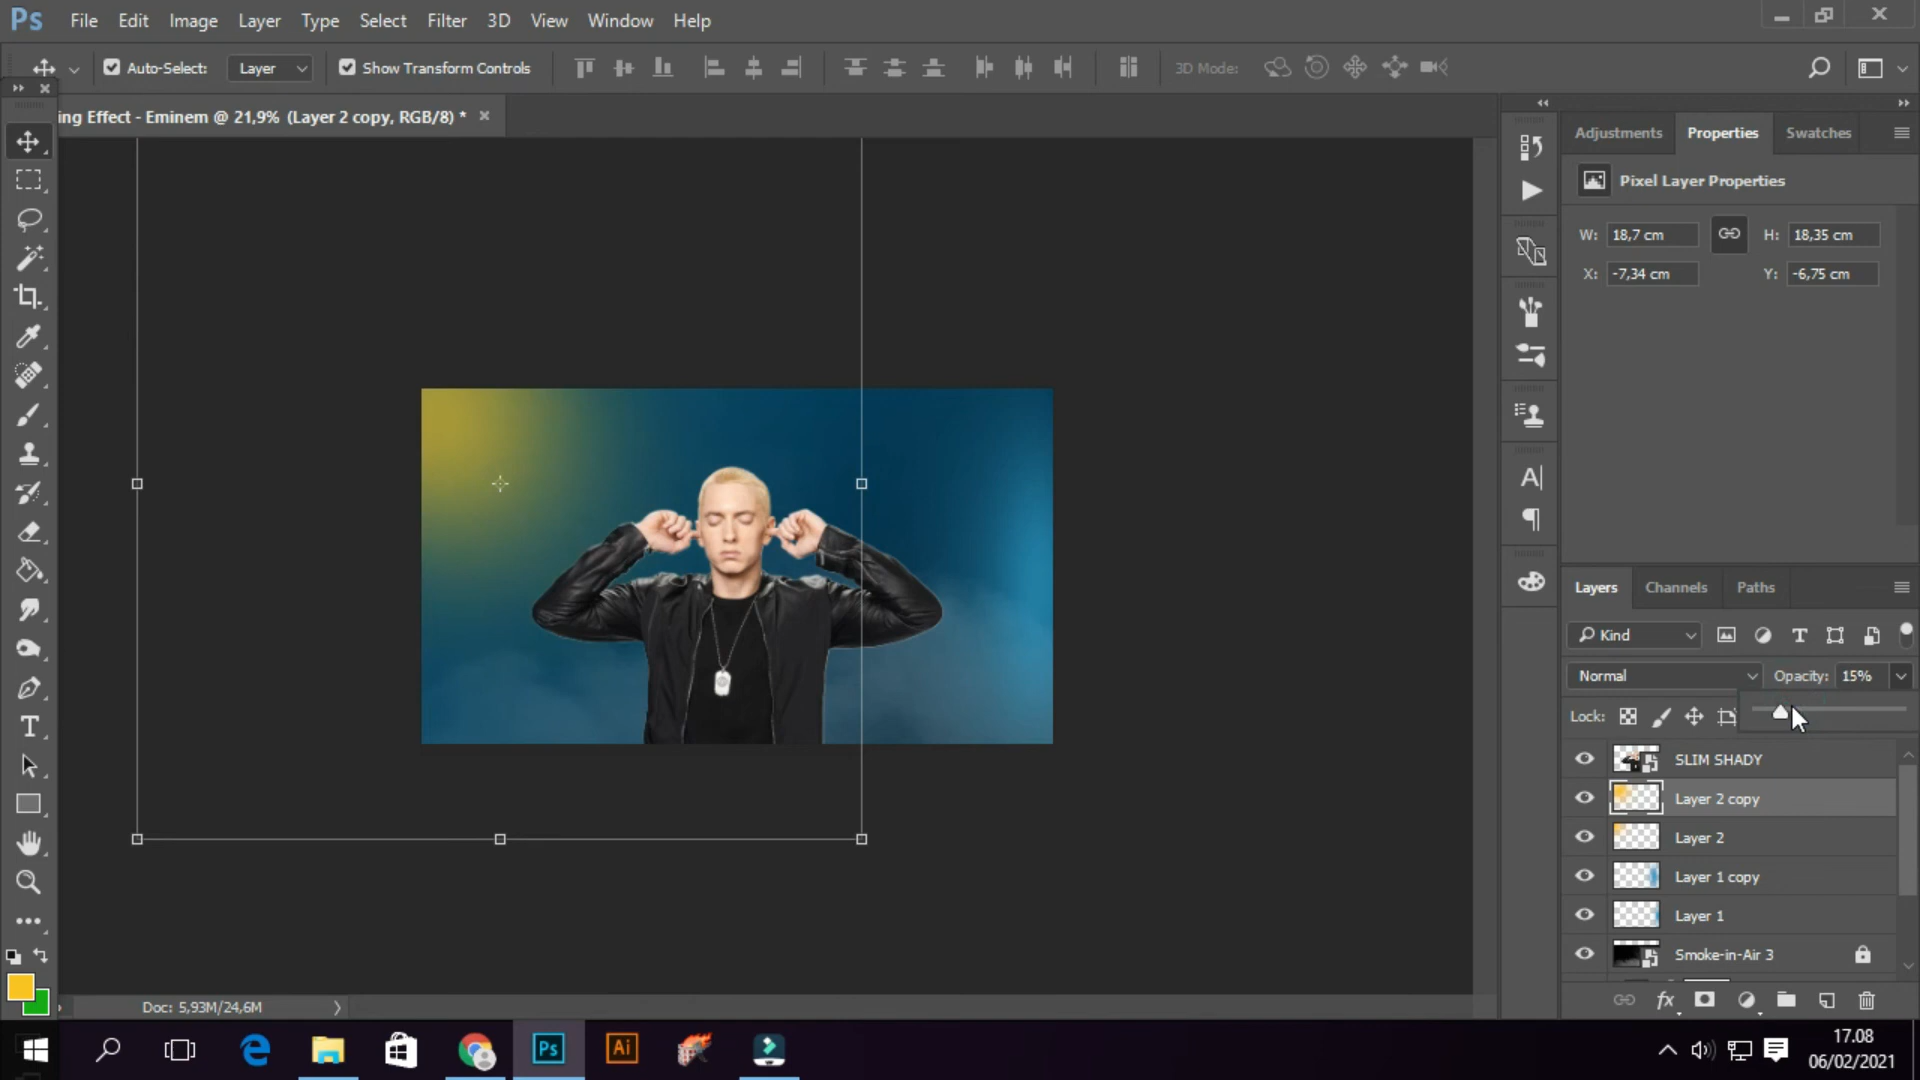 Ps File Edit Image Layer Type Select Filter 3D View Window Help
Auto-Select: Layer Show Transform Controls 3D Mode:
ing Effect - Eminem @ 21,9% (Layer 2 copy, RGB/8) *
Adjustments Properties Swatches
Pixel Layer Properties
W: 18,7 cm H: 18,35 cm
X: -7,34 cm Y: -6,75 cm
Layers Channels Paths
Kind
Normal Opacity: 15%
Lock:
SLIM SHADY
Layer 2 copy
Layer 2
Layer 1 copy
Layer 1
Smoke-in-Air 3
fx
Doc: 5,93M/24,6M
Ps Ai
17.08
06/02/2021